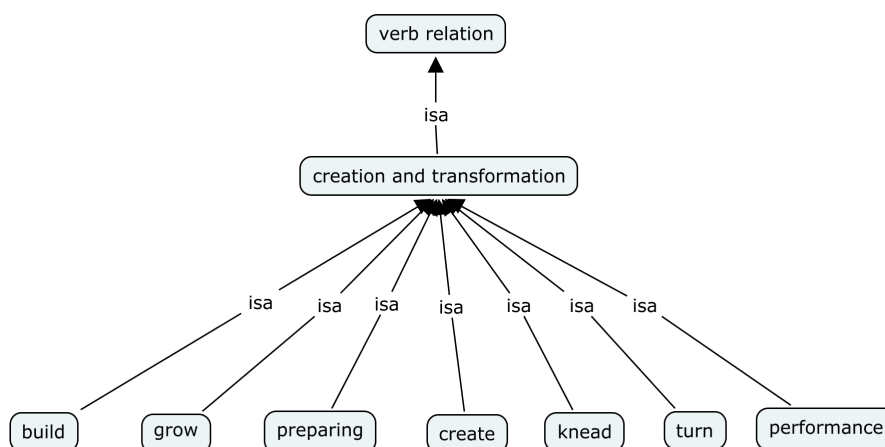 verb relation
isa
creation and transformation
isa isa isa isa isa isa isa
build grow preparing create knead turn performance